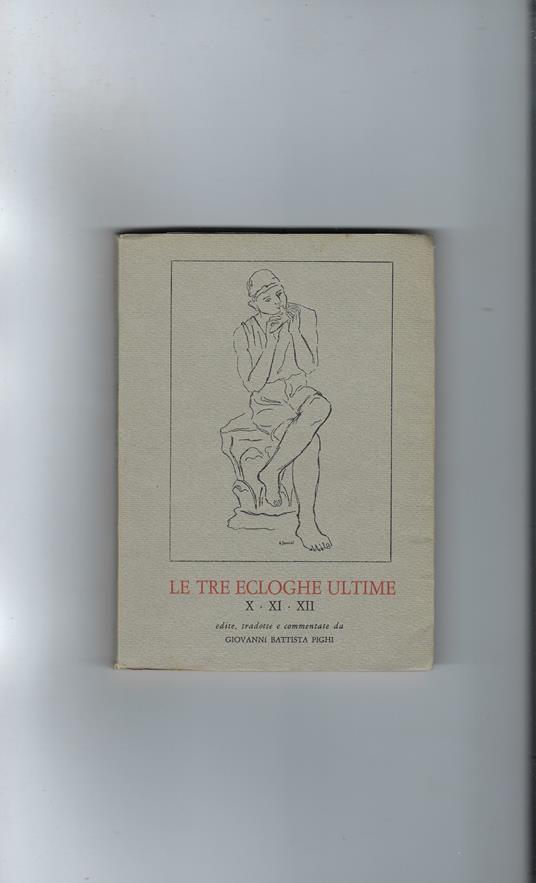 LE TRE ECLOGHE ULTIME
X · XI · XII
edite, tradotte e commentate da
GIOVANNI BATTISTA PIGHI